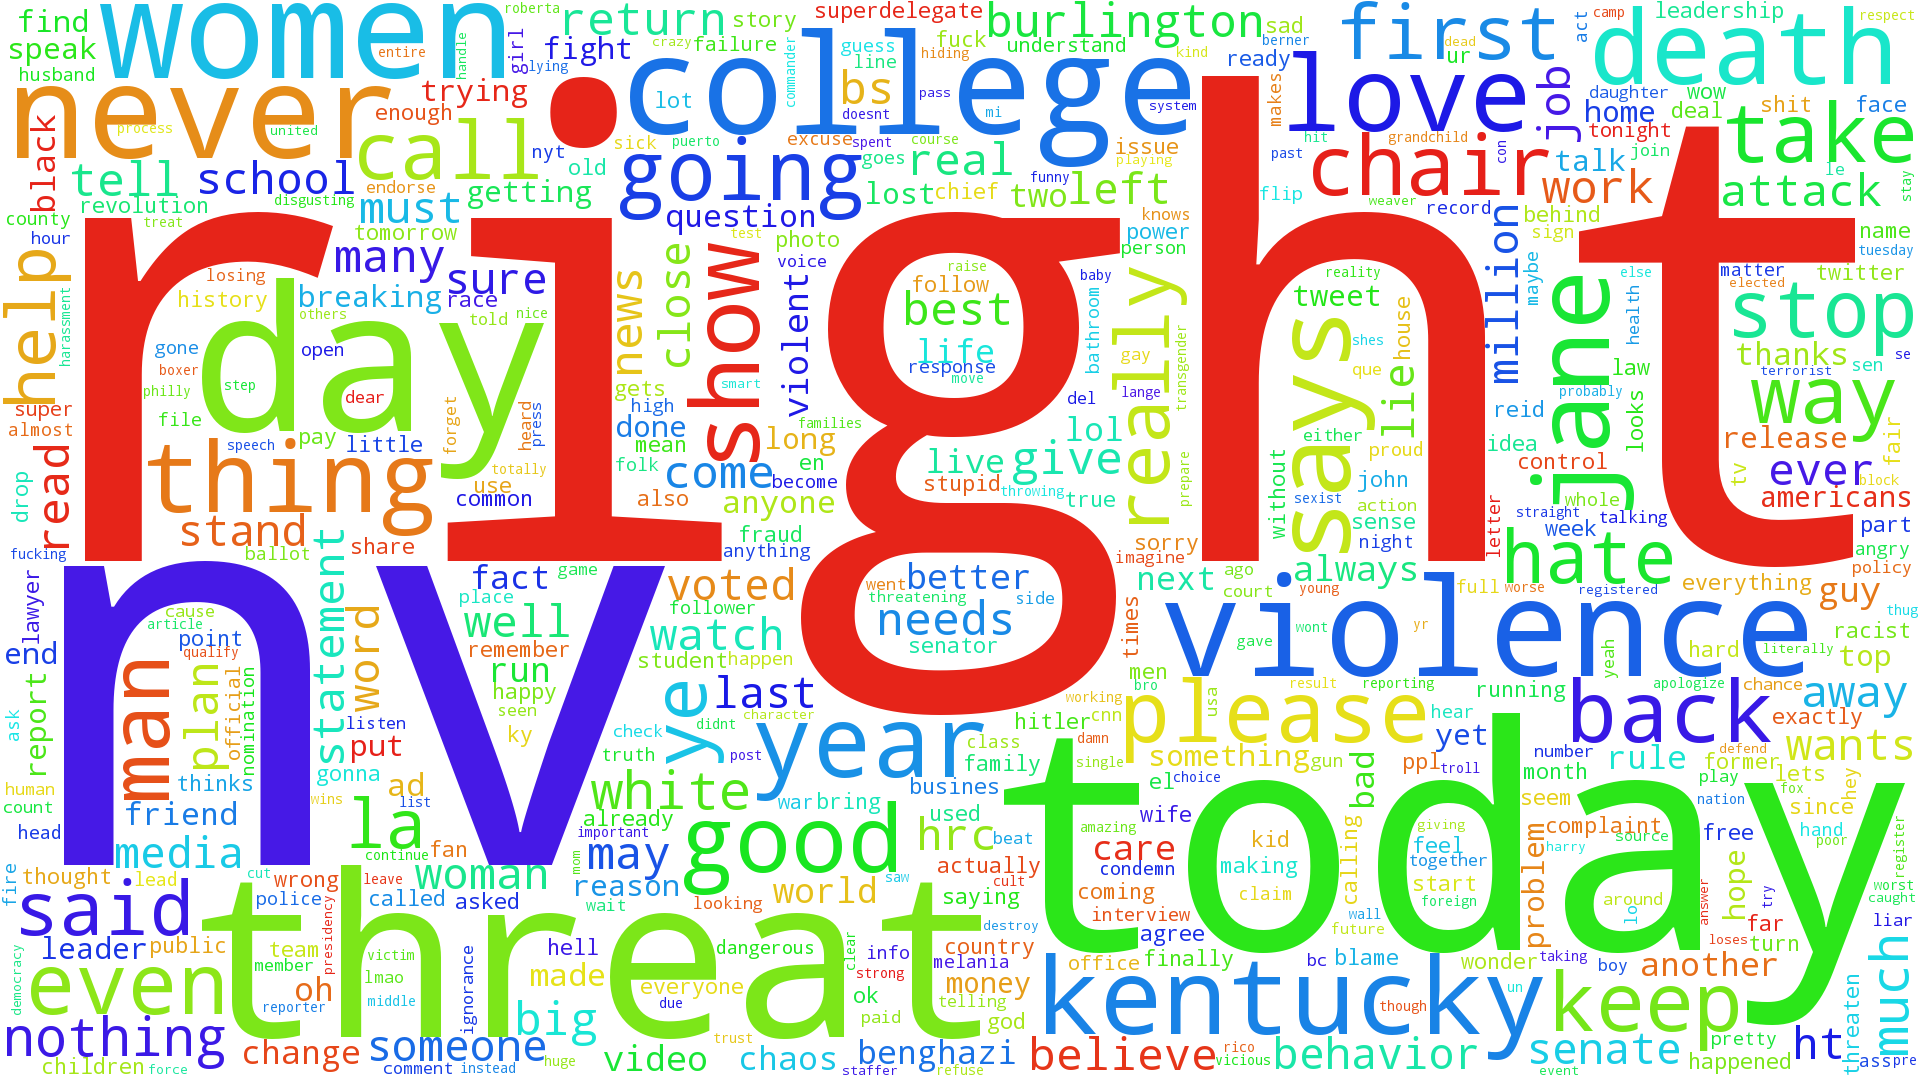 right
nv
today
threat
day
college
violence
kentucky
women
never
death
first
love
call
going
thing
show
says
jane
good
year
please
back
man
la
hate
stop
take
way
chair
keep
even
said
nothing
help
school
tell
must
many
sure
real
left
two
work
attack
job
home
talk
burlington
return
fight
bs
superdelegate
story
failure
fuck
understand
sad
ready
leadership
respect
camp
act
find
speak
husband
black
county
hour
revolution
tomorrow
breaking
race
history
losing
question
getting
trying
enough
girl
lying
roberta
entire
handle
crazy
guess
line
hiding
commander
lot
doesnt
pass
mi
system
kind
berner
dead
ur
makes
daughter
wow
deal
shit
face
tonight
grandchild
join
le
stay
process
united
disgusting
endorse
treat
nyt
old
sick
puerto
excuse
spent
course
goes
lost
chief
issue
playing
funny
past
hit
con
flip
weaver
record
behind
sign
name
tuesday
matter
elected
twitter
thanks
terrorist
sen
se
law
health
else
maybe
million
photo
voice
violent
test
close
news
power
person
knows
baby
bathroom
gay
transgender
really
tweet
reality
shes
que
house
lie
follow
raise
best
life
response
move
del
lange
lol
live
give
stupid
throwing
true
gone
boxer
philly
open
others
told
nice
step
dear
file
pay
little
speech
forget
heard
press
totally
use
common
super
almost
read
drop
harassment
fucking
stand
ballot
share
statement
gets
high
done
mean
folk
families
smart
long
en
become
come
anyone
also
fraud
anything
reid
idea
control
looks
probably
release
ever
americans
tv
fair
block
whole
straight
week
talking
part
angry
policy
letter
either
proud
john
sexist
action
sense
night
without
prepare
sorry
imagine
next
ago
court
always
young
full
worse
registered
everything
guy
thug
racist
literally
yeah
top
hard
fact
game
voted
place
well
remember
run
happy
seen
ky
follower
watch
student
happen
last
ye
better
went
threatening
side
needs
senator
times
men
bro
gave
wont
yr
lawyer
end
cause
article
point
qualify
plan
official
nomination
word
report
ask
listen
put
thinks
gonna
human
count
head
friend
media
ad
wins
list
continue
fan
check
didnt
truth
post
character
white
already
important
may
woman
mom
reason
warbring
busines
class
family
used
hrc
beat
actually
cult
hitler
cnn
working
damn
single
usa
result
reporting
hear
yet
running
apologize
chance
away
exactly
wants
something
gun
el
choice
wife
ppl
troll
bad
number
month
rule
former
defend
lets
play
nation
fox
hey
since
seem
complaint
source
free
hand
harry
poor
register
amazing
care
condemn
kid
making
claim
calling
giving
feel
together
start
foreign
problem
coming
interview
agree
wall
future
answer
try
hope
around
worst
caught
liar
far
turn
loses
lo
fire
thought
lead
cut
wrong
police
leave
called
asked
wait
looking
world
saw
saying
destroy
leader
public
team
member
presidency
victim
lmao
middle
hell
made
everyone
dangerous
clear
info
strong
melania
country
money
telling
office
finally
bc
blame
wonder
taking
boy
another
much
threaten
democracy
oh
reporter
ignorance
due
ok
paid
god
though
un
children
force
change
someone
comment
instead
big
huge
video
trust
chaos
staffer
benghazi
refuse
believe
rico
vicious
behavior
event
senate
pretty
happened
ht
ass
pre